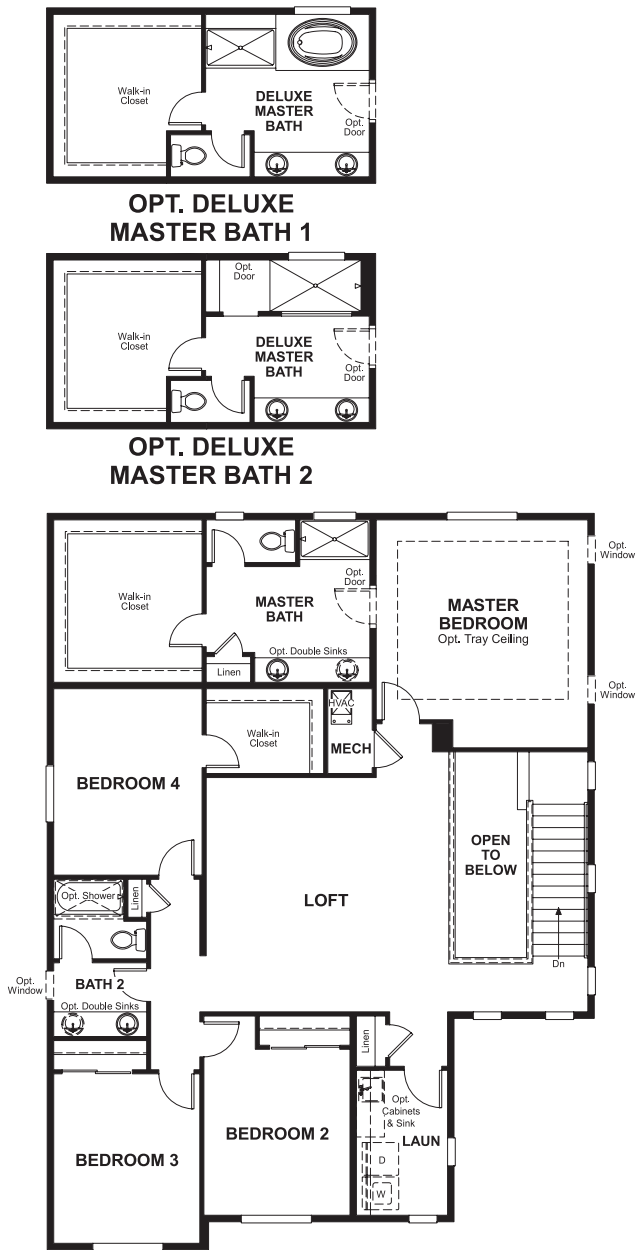 Walk-in
Closet
DELUXE
MASTER
BATH
Opt.
Door
OPT. DELUXE
MASTER BATH 1
Opt.
Door
Walk-in
Closet
DELUXE
MASTER
BATH
Opt.
Door
OPT. DELUXE
MASTER BATH 2
Opt.
Window
Walk-in
Closet
Opt.
Door
MASTER
BATH
MASTER
BEDROOM
Opt. Tray Ceiling
Opt. Double Sinks
Linen
Opt.
Window
HVAC
MECH
Walk-in
Closet
BEDROOM 4
OPEN
TO
BELOW
Opt. Shower
Linen
LOFT
Dn
Opt.
Window
BATH 2
Opt. Double Sinks
Linen
Opt.
Cabinets
& Sink
LAUN
BEDROOM 2
BEDROOM 3
D
W